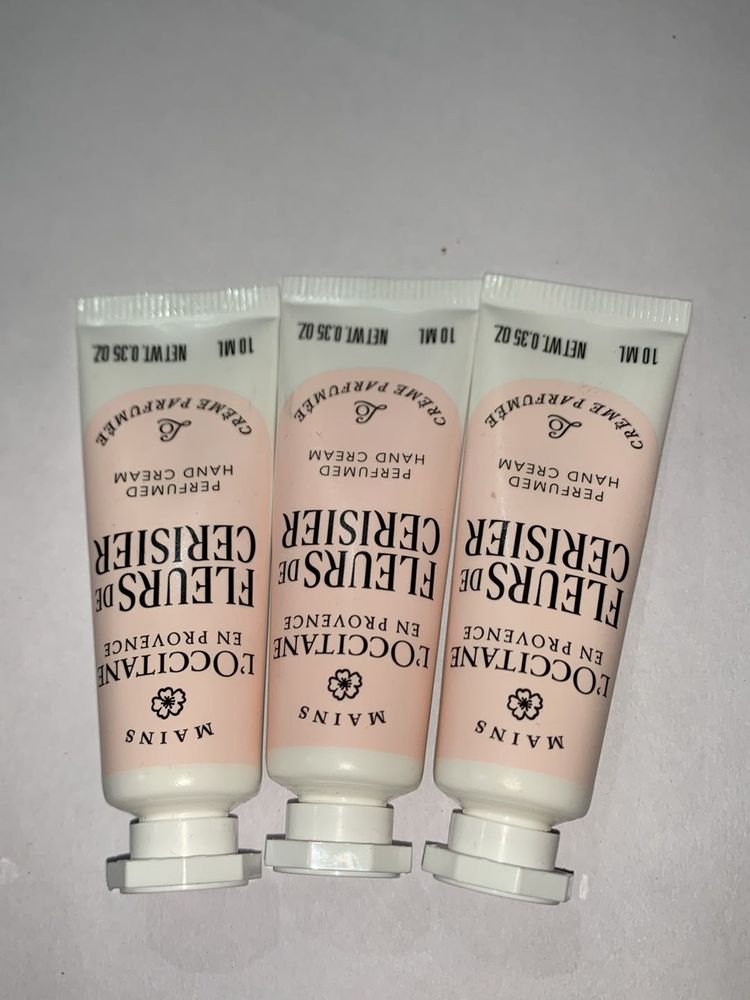 MAINS
L'OCCITANE
EN PROVENCE
FLEURS DE
CERISIER
PERFUMED
HAND CREAM
LO
CRÈME PARFUMÉE
10 ML NET WT. 0.35 OZ.
MAINS
L'OCCITANE
EN PROVENCE
FLEURS DE
CERISIER
PERFUMED
HAND CREAM
LO
CRÈME PARFUMÉE
10 ML NET WT. 0.35 OZ.
MAINS
L'OCCITANE
EN PROVENCE
FLEURS DE
CERISIER
PERFUMED
HAND CREAM
LO
CRÈME PARFUMÉE
10 ML NET WT. 0.35 OZ.